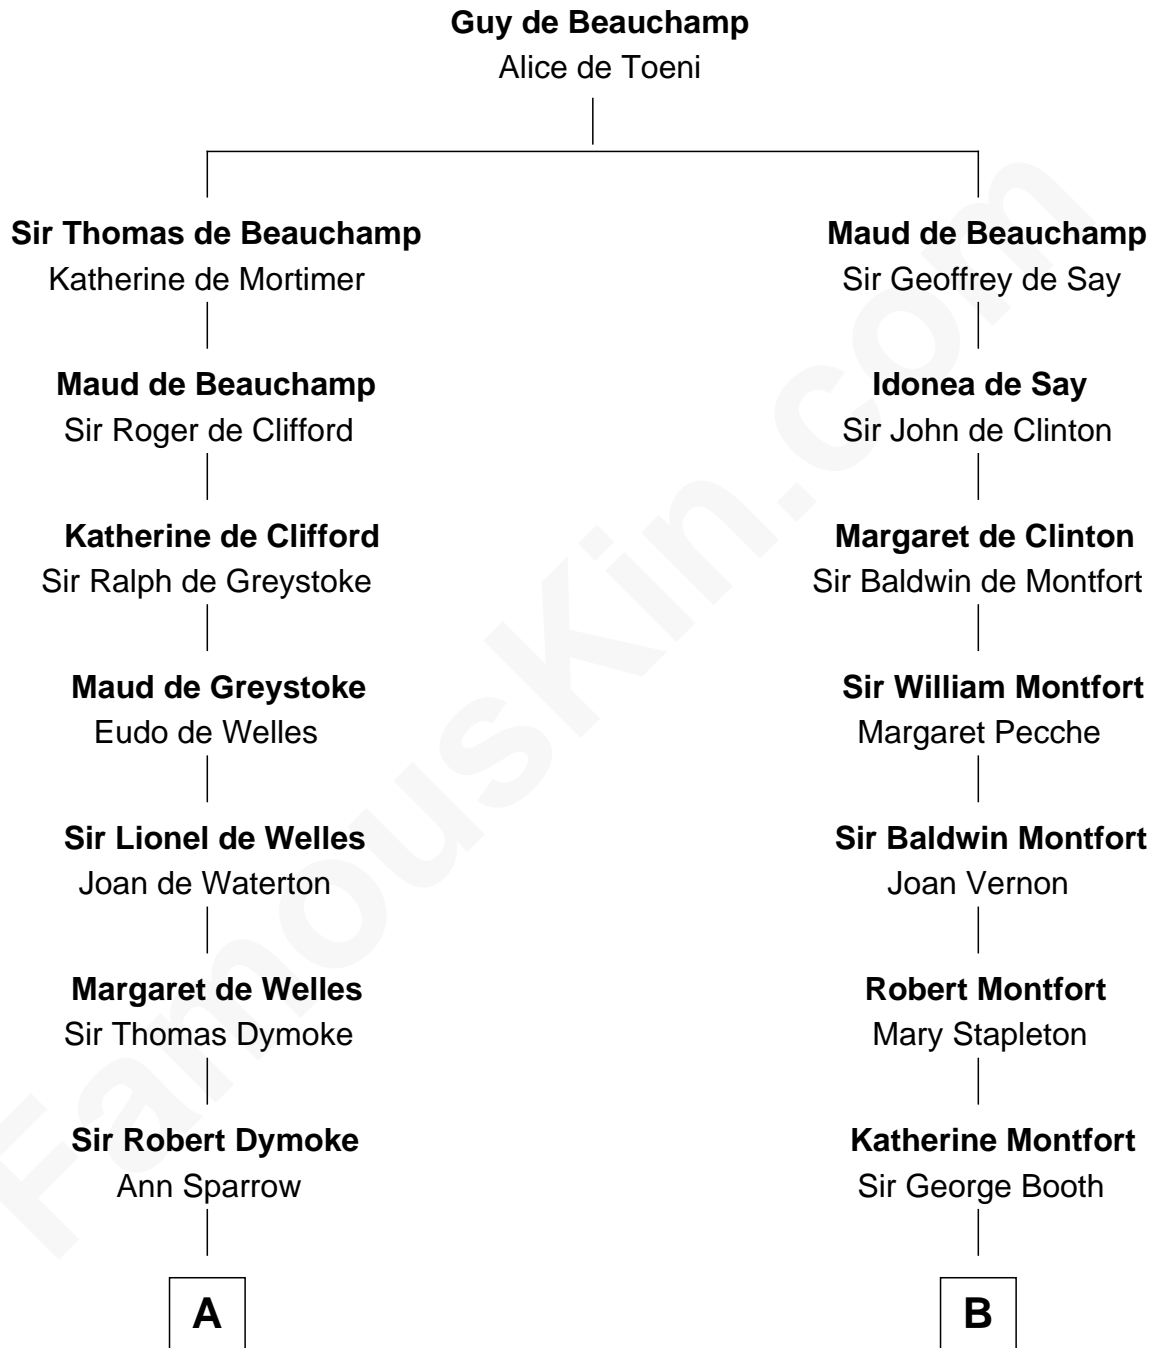 Guy de Beauchamp
Alice de Toeni
Sir Thomas de Beauchamp
Katherine de Mortimer
Maud de Beauchamp
Sir Geoffrey de Say
Maud de Beauchamp
Sir Roger de Clifford
Idonea de Say
Sir John de Clinton
Katherine de Clifford
Sir Ralph de Greystoke
Margaret de Clinton
Sir Baldwin de Montfort
Maud de Greystoke
Eudo de Welles
Sir William Montfort
Margaret Pecche
Sir Lionel de Welles
Joan de Waterton
Sir Baldwin Montfort
Joan Vernon
Margaret de Welles
Sir Thomas Dymoke
Robert Montfort
Mary Stapleton
Sir Robert Dymoke
Ann Sparrow
Katherine Montfort
Sir George Booth
A
B
FamousKin.com